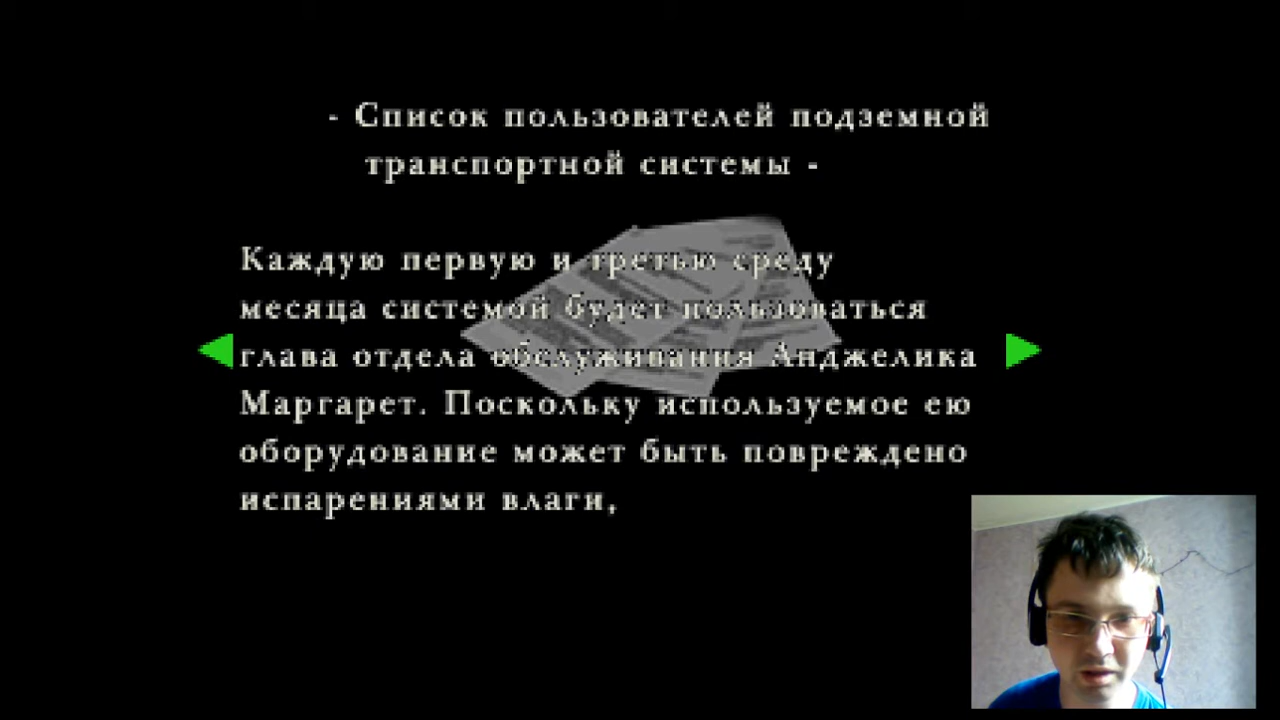 - Список пользователей подземной
транспортной системы -
Каждую первую и третью среду
месяца системой будет пользоваться
глава отдела обслуживания Анджелика
Маргарет. Поскольку используемое ею
оборудование может быть повреждено
испарениями влаги,